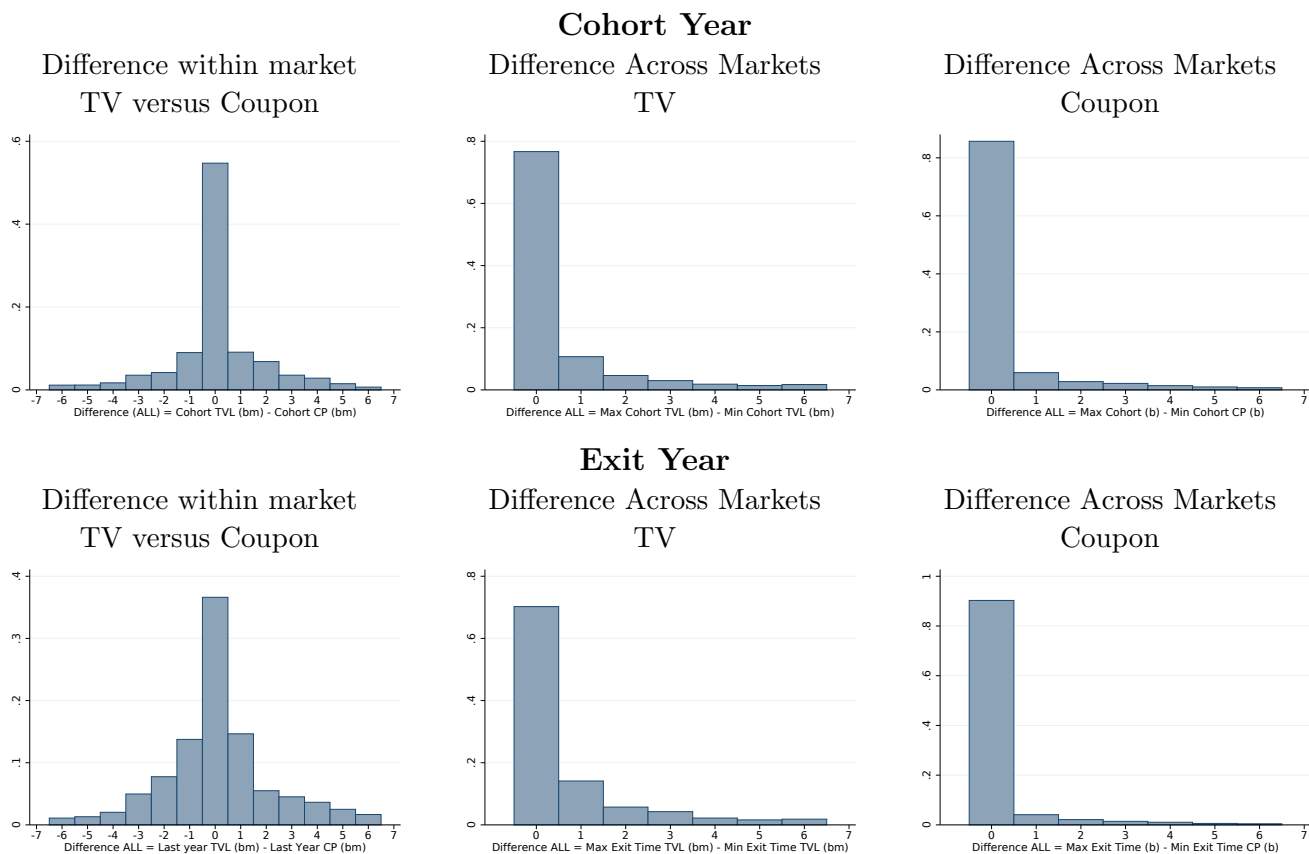 Cohort Year
Difference within market
TV versus Coupon
Difference Across Markets
TV
Difference Across Markets
Coupon
.6
.4
.2
0
-7 -6 -5 -4 -3 -2 -1 0 1 2 3 4 5 6 7
Difference (ALL) = Cohort TVL (bm) - Cohort CP (bm)
.8
.6
.4
.2
0
0 1 2 3 4 5 6 7
Difference ALL = Max Cohort TVL (bm) - Min Cohort TVL (bm)
.8
.6
.4
.2
0
0 1 2 3 4 5 6 7
Difference ALL = Max Cohort (b) - Min Cohort CP (b)
Exit Year
Difference within market
TV versus Coupon
Difference Across Markets
TV
Difference Across Markets
Coupon
.4
.3
.2
.1
0
-7 -6 -5 -4 -3 -2 -1 0 1 2 3 4 5 6 7
Difference ALL = Last year TVL (bm) - Last Year CP (bm)
.8
.6
.4
.2
0
0 1 2 3 4 5 6 7
Difference ALL = Max Exit Time TVL (bm) - Min Exit Time TVL (bm)
1
.8
.6
.4
.2
0
0 1 2 3 4 5 6 7
Difference ALL = Max Exit Time (b) - Min Exit Time CP (b)